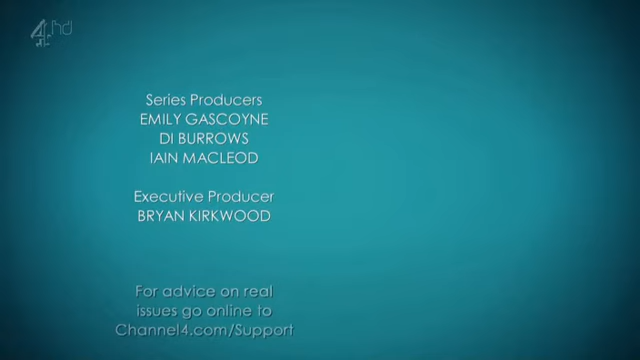 4hd
Series Producers
EMILY GASCOYNE
DI BURROWS
IAIN MACLEOD
Executive Producer
BRYAN KIRKWOOD
For advice on real
issues go online to
Channel4.com/Support